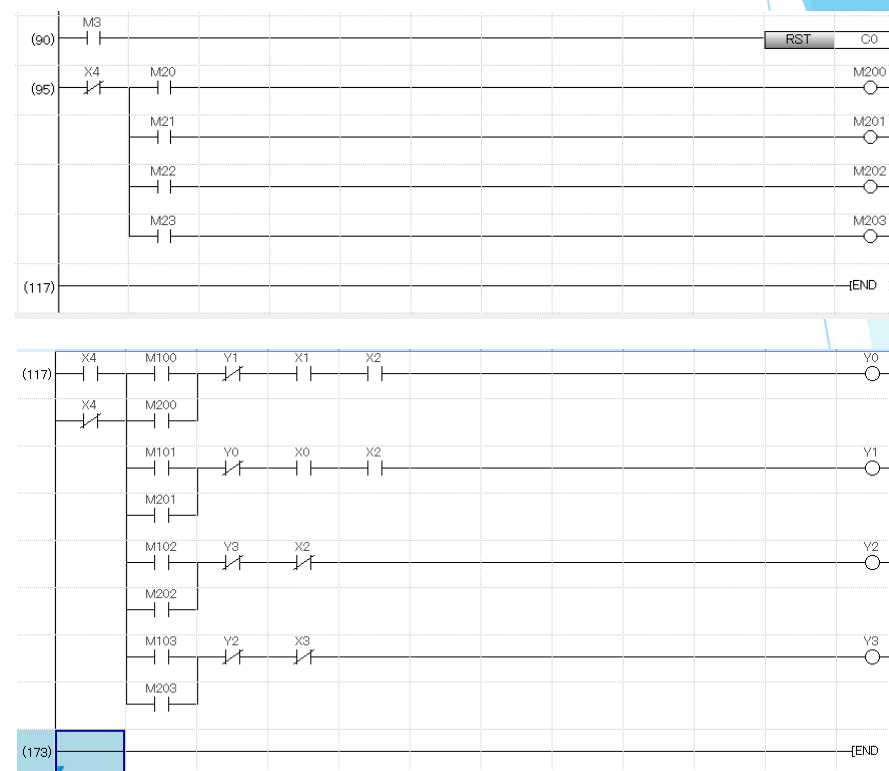 M3
(90) RST C0
X4 M20 M200
(95)
M21 M201
M22 M202
M23 M203
(117) [END
X4 M100 Y1 X1 X2 Y0
(117)
X4 M200
M101 Y0 X0 X2 Y1
M201
M102 Y3 X2 Y2
M202
M103 Y2 X3 Y3
M203
(173) [END